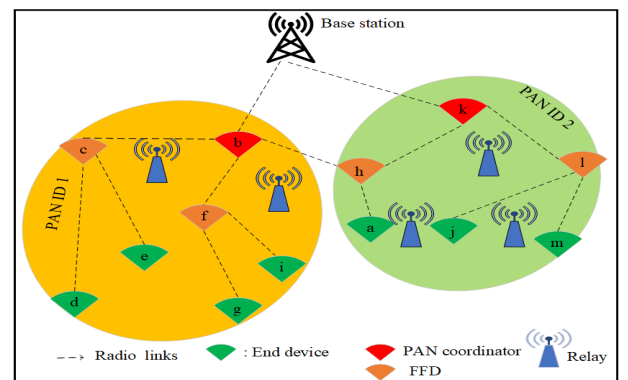 Base station
PAN ID 2
k
c
b
PAN ID 1
h
l
f
a
j
m
e
i
d
g
Radio links
: End device
PAN coordinator
Relay
FFD